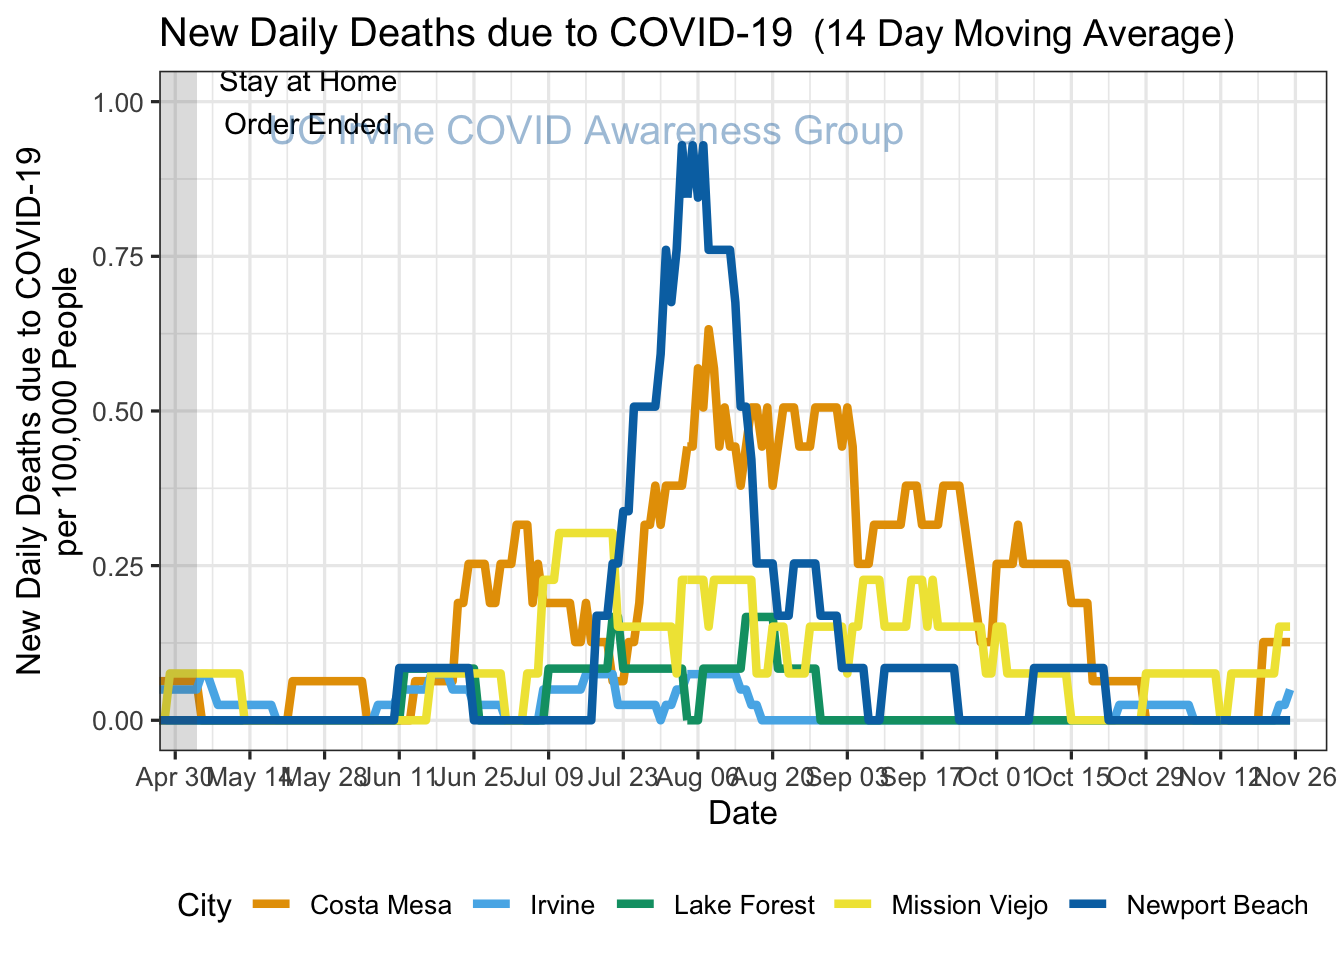 New Daily Deaths due to COVID-19 (14 Day Moving Average)
Stay at Home
Order Ended
UC Irvine COVID Awareness Group
New Daily Deaths due to COVID-19
per 100,000 People
1.00
0.75
0.50
0.25
0.00
Apr 30 May 14 May 28 Jun 11 Jun 25 Jul 09 Jul 23 Aug 06 Aug 20 Sep 03 Sep 17 Oct 01 Oct 15 Oct 29 Nov 12 Nov 26
Date
City Costa Mesa Irvine Lake Forest Mission Viejo Newport Beach